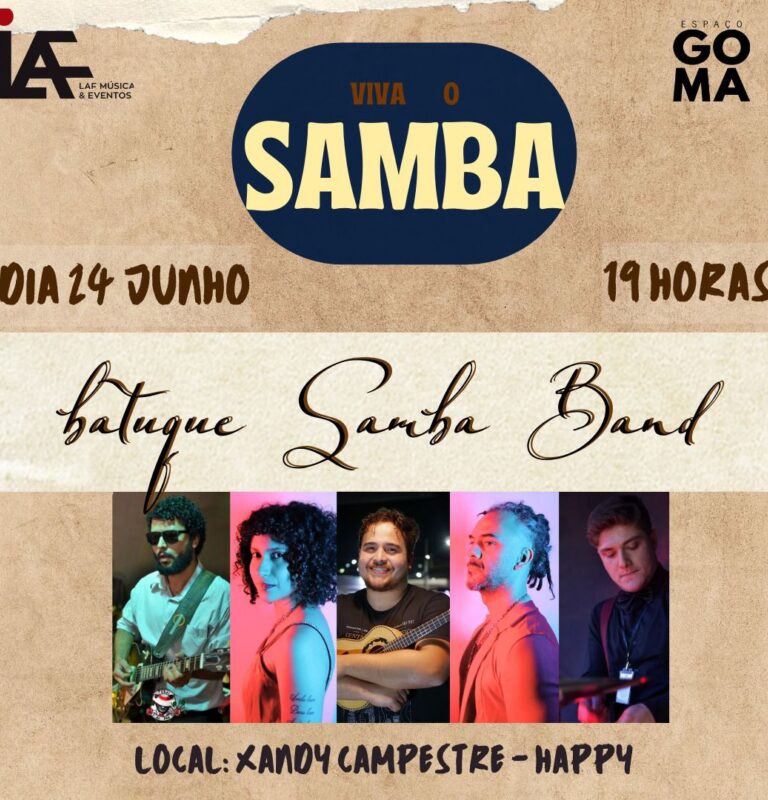 LAF
LAF MÚSICA
& EVENTOS
ESPAÇO
GO
MA
VIVA O
SAMBA
DIA 24 JUNHO
19 HORAS
batuque Samba Band
LOCAL: XANDY CAMPESTRE - HAPPY